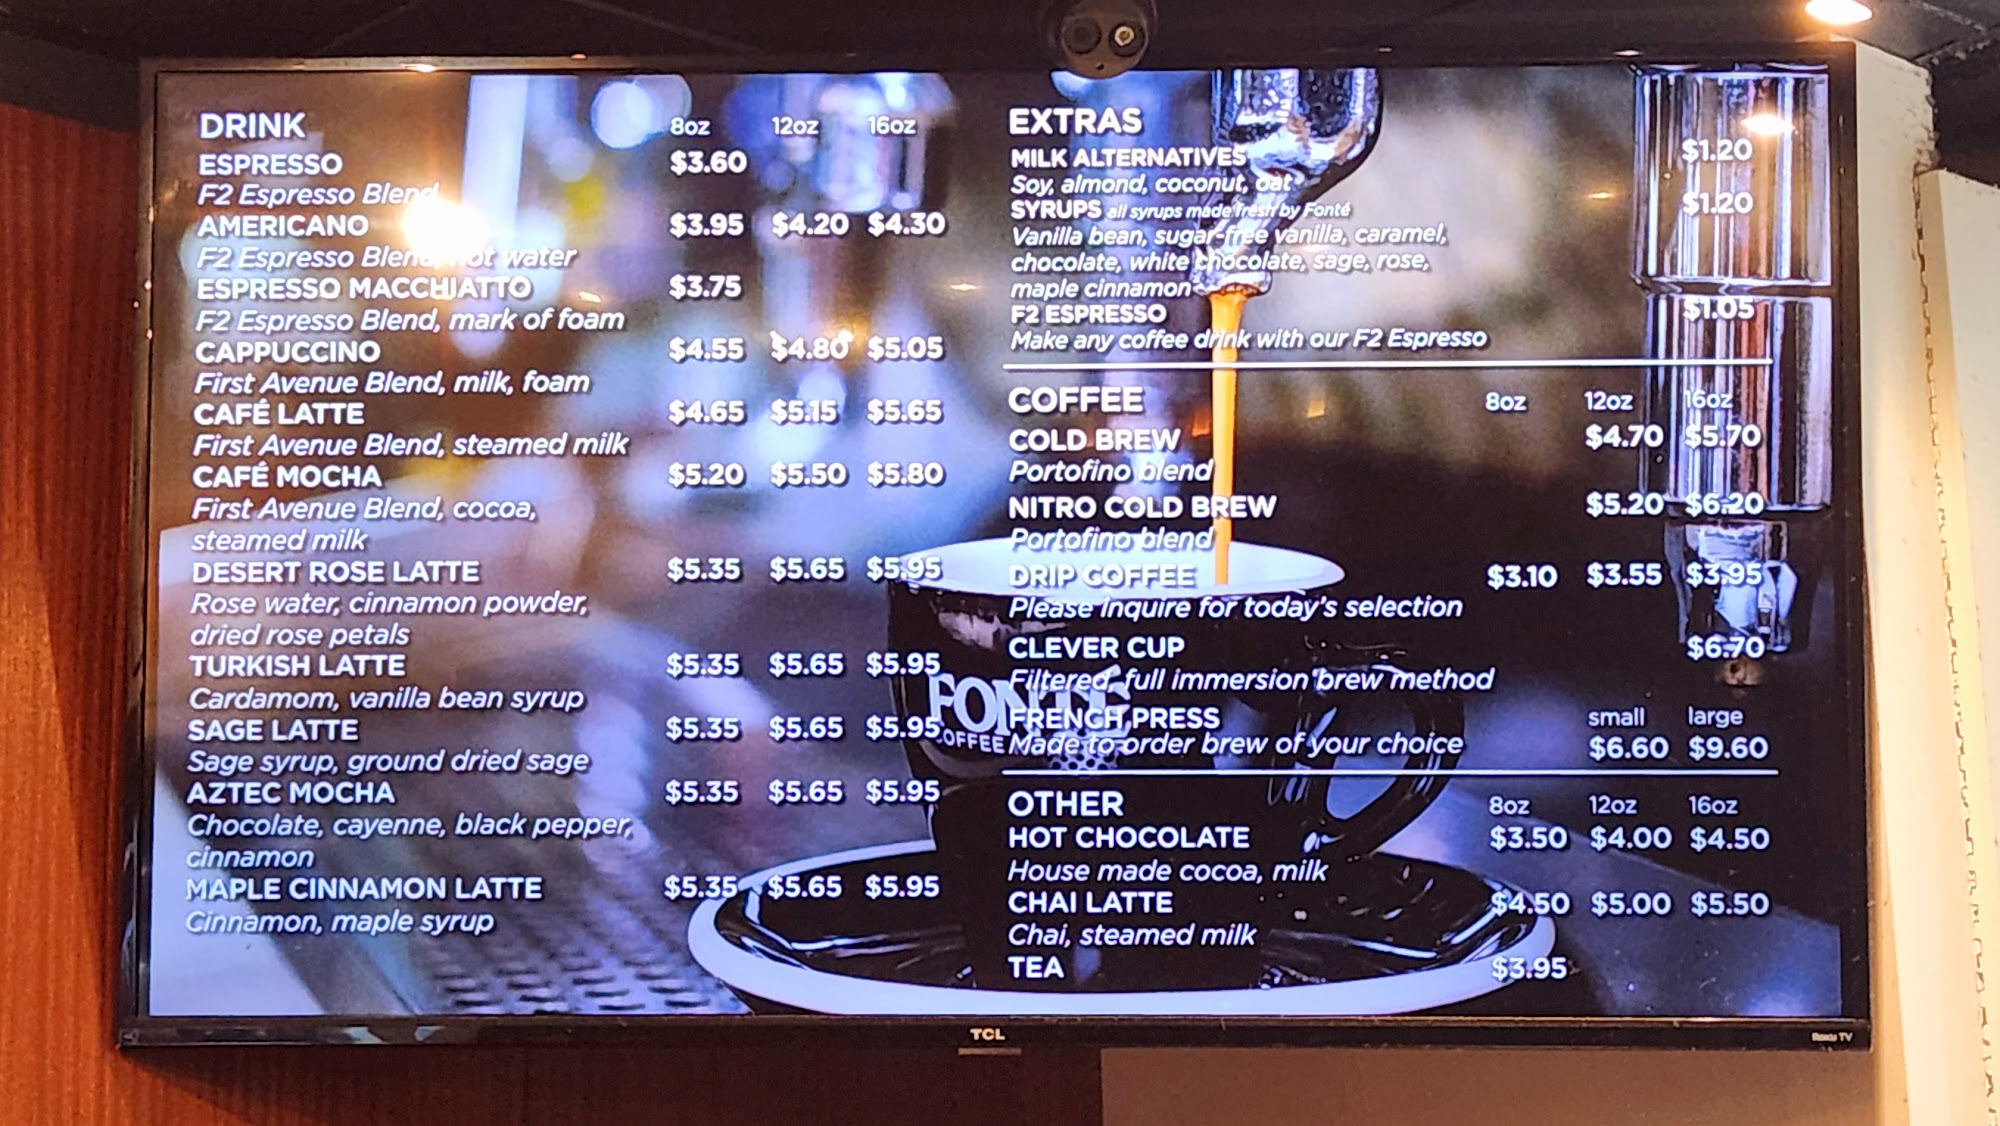 DRINK 8oz 12oz 16oz
ESPRESSO $3.60
F2 Espresso Blend
AMERICANO $3.95 $4.20 $4.30
F2 Espresso Blend, hot water
ESPRESSO MACCHIATTO $3.75
F2 Espresso Blend, mark of foam
CAPPUCCINO $4.55 $4.80 $5.05
First Avenue Blend, milk, foam
CAFÉ LATTE $4.65 $5.15 $5.65
First Avenue Blend, steamed milk
CAFÉ MOCHA $5.20 $5.50 $5.80
First Avenue Blend, cocoa,
steamed milk
DESERT ROSE LATTE $5.35 $5.65 $5.95
Rose water, cinnamon powder,
dried rose petals
TURKISH LATTE $5.35 $5.65 $5.95
Cardamom, vanilla bean syrup
SAGE LATTE $5.35 $5.65 $5.95
Sage syrup, ground dried sage
AZTEC MOCHA $5.35 $5.65 $5.95
Chocolate, cayenne, black pepper,
cinnamon
MAPLE CINNAMON LATTE $5.35 $5.65 $5.95
Cinnamon, maple syrup
EXTRAS
MILK ALTERNATIVES $1.20
Soy, almond, coconut, oat
SYRUPS all syrups made fresh by Fonté $1.20
Vanilla bean, sugar-free vanilla, caramel,
chocolate, white chocolate, sage, rose,
maple cinnamon
F2 ESPRESSO $1.05
Make any coffee drink with our F2 Espresso
COFFEE 8oz 12oz 16oz
COLD BREW $4.70 $5.70
Portofino blend
NITRO COLD BREW $5.20 $6.20
Portofino blend
DRIP COFFEE $3.10 $3.55 $3.95
Please inquire for today's selection
CLEVER CUP $6.70
Filtered, full immersion brew method
FRENCH PRESS small large
Made to order brew of your choice $6.60 $9.60
FONTÉ
COFFEE
OTHER 8oz 12oz 16oz
HOT CHOCOLATE $3.50 $4.00 $4.50
House made cocoa, milk
CHAI LATTE $4.50 $5.00 $5.50
Chai, steamed milk
TEA $3.95
TCL
Roku TV